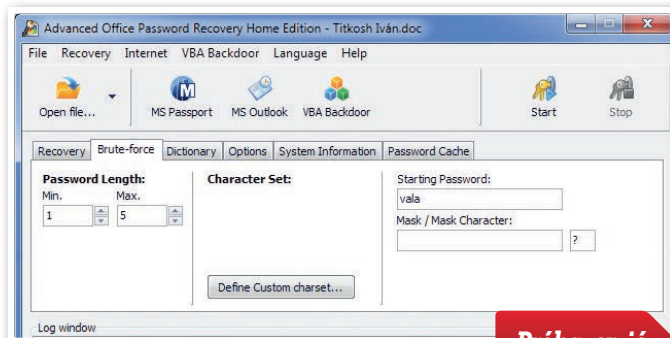 Advanced Office Password Recovery Home Edition - Titkosh Iván.doc
File Recovery Internet VBA Backdoor Language Help
Open file... MS Passport MS Outlook VBA Backdoor Start Stop
Recovery Brute-force Dictionary Options System Information Password Cache
Password Length: Character Set: Starting Password:
Min. Max. vala
1 5 Mask / Mask Character:
?
Define Custom charset...
Log window